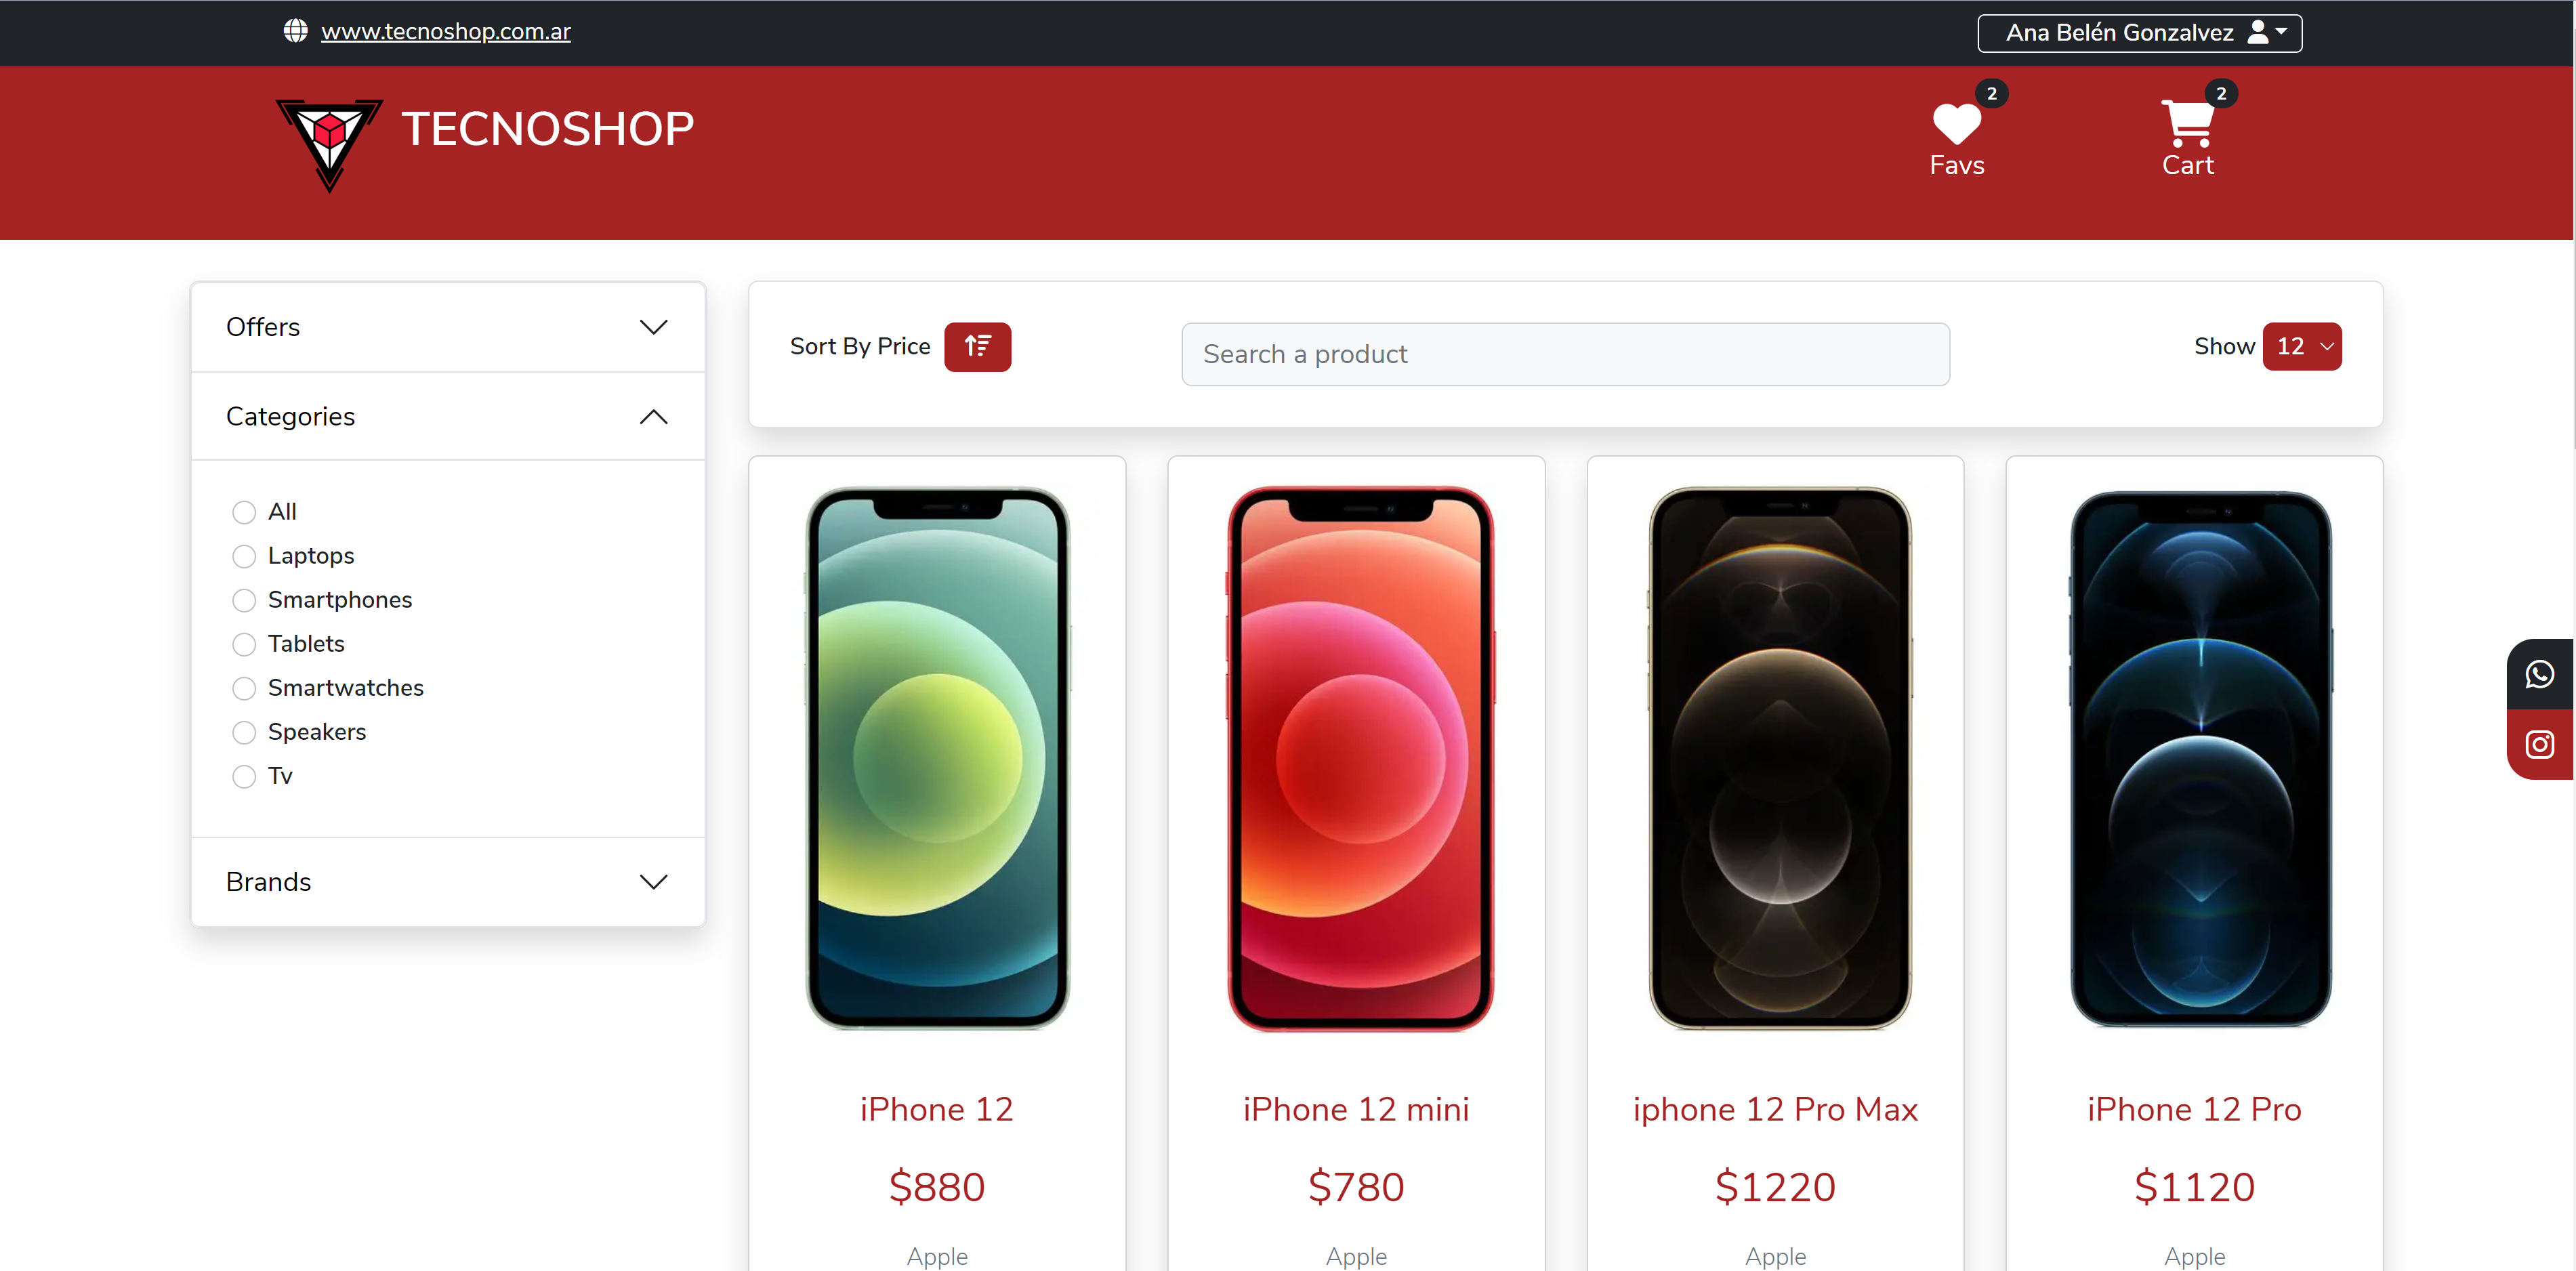 www.tecnoshop.com.ar
Ana Belén Gonzalvez
TECNOSHOP
2
Favs
2
Cart
Offers
Categories
All
Laptops
Smartphones
Tablets
Smartwatches
Speakers
Tv
Brands
Sort By Price
Search a product
Show 12
iPhone 12
$880
Apple
iPhone 12 mini
$780
Apple
iphone 12 Pro Max
$1220
Apple
iPhone 12 Pro
$1120
Apple